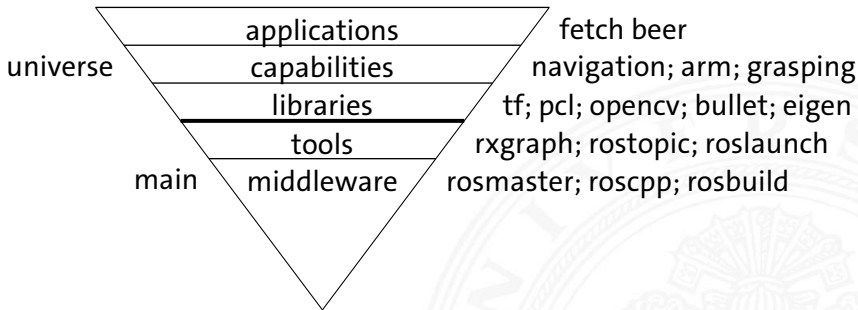 applications fetch beer
universe capabilities navigation; arm; grasping
libraries tf; pcl; opencv; bullet; eigen
tools rxgraph; rostopic; roslaunch
main middleware rosmaster; roscpp; rosbuild